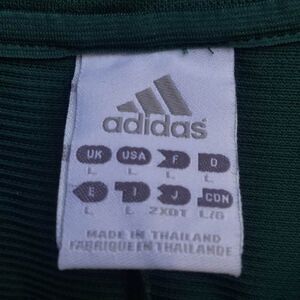 adidas
UK USA F D
L L L L
E I J CDN
L L 2XOT L/G
MADE IN THAILAND
FABRIQUE EN THAILANDE